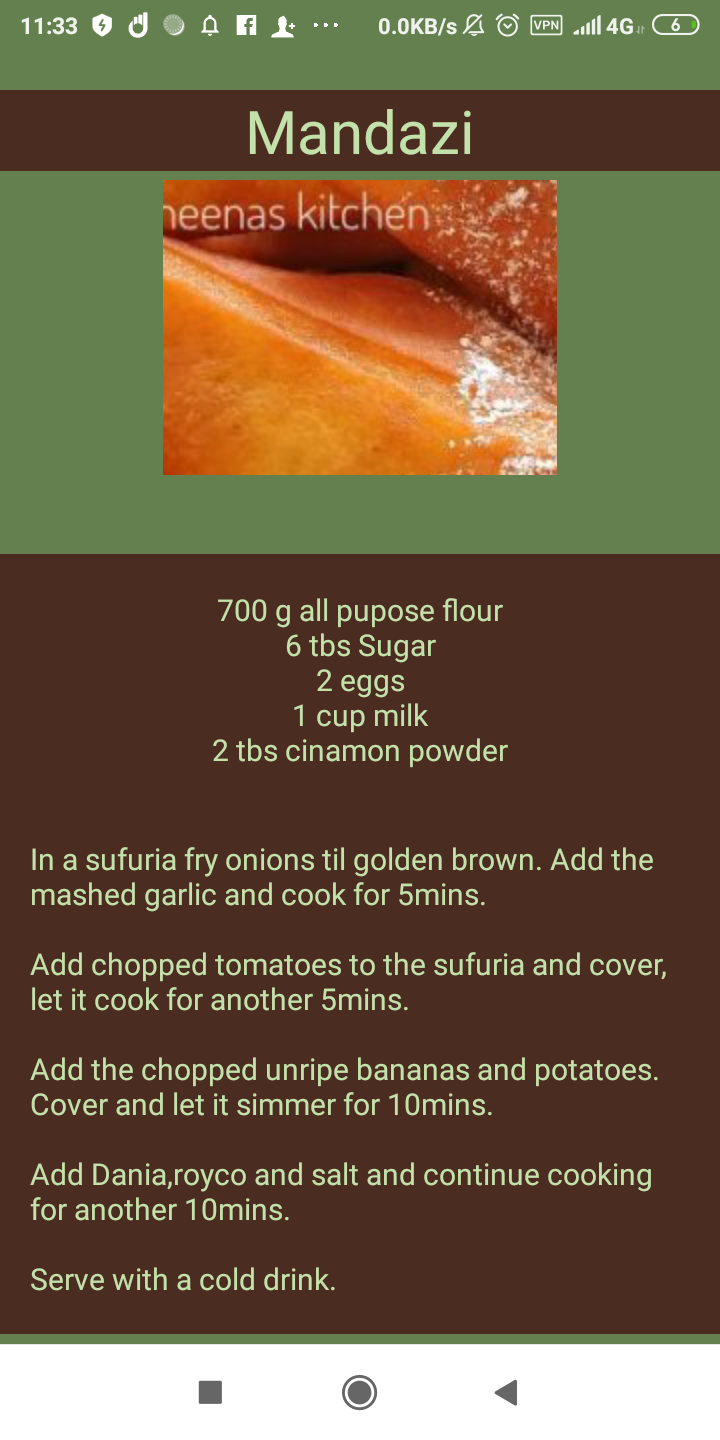 11:33 0.0KB/s VPN 4G 6
Mandazi
heenas kitchen
700 g all pupose flour
6 tbs Sugar
2 eggs
1 cup milk
2 tbs cinamon powder
In a sufuria fry onions til golden brown. Add the
mashed garlic and cook for 5mins.
Add chopped tomatoes to the sufuria and cover,
let it cook for another 5mins.
Add the chopped unripe bananas and potatoes.
Cover and let it simmer for 10mins.
Add Dania,royco and salt and continue cooking
for another 10mins.
Serve with a cold drink.